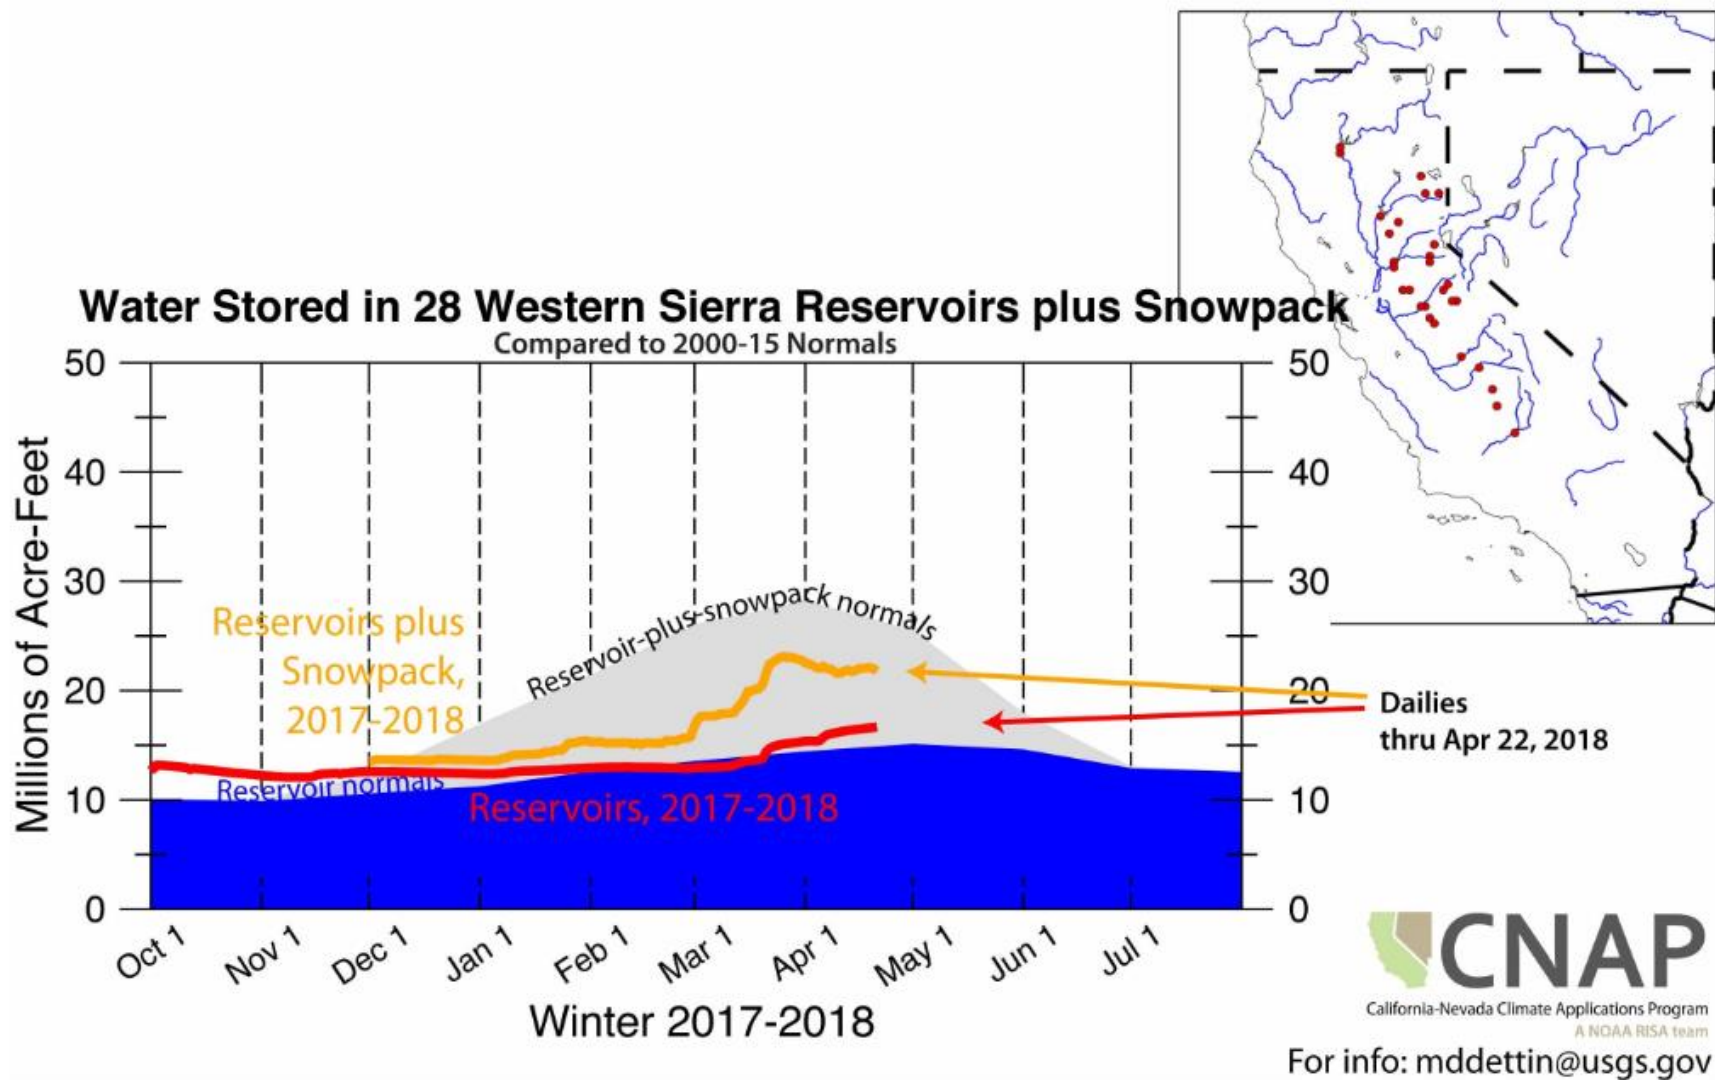 Water Stored in 28 Western Sierra Reservoirs plus Snowpack
Compared to 2000-15 Normals
Millions of Acre-Feet
50
40
30
20
10
0
50
40
30
20
10
0
Reservoirs plus
Snowpack,
2017-2018
Reservoir-plus-snowpack normals
Reservoir normals
Reservoirs, 2017-2018
Dailies
thru Apr 22, 2018
Oct 1
Nov 1
Dec 1
Jan 1
Feb 1
Mar 1
Apr 1
May 1
Jun 1
Jul 1
Winter 2017-2018
CNAP
California-Nevada Climate Applications Program
A NOAA RISA team
For info: mddettin@usgs.gov